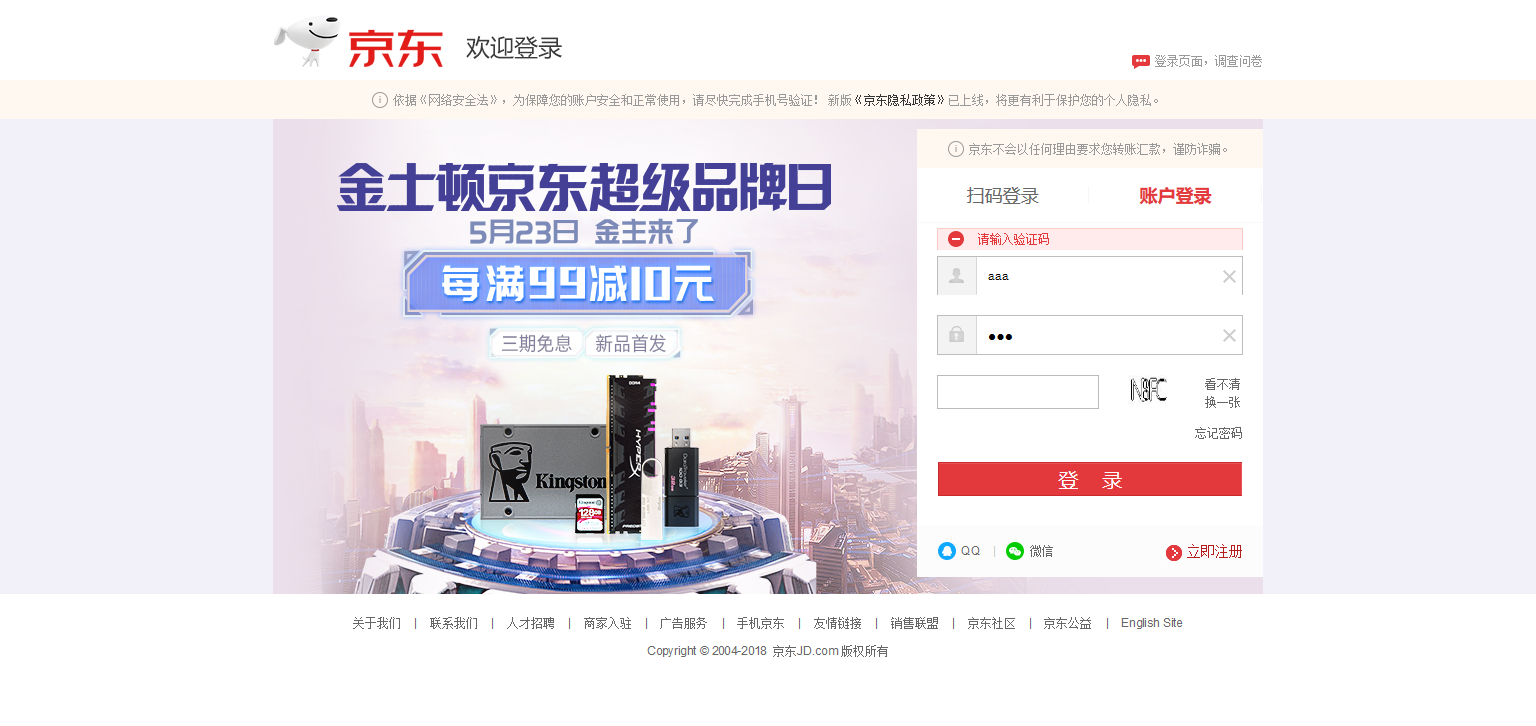 京东 欢迎登录
登录页面，调查问卷
依据《网络安全法》，为保障您的账户安全和正常使用，请尽快完成手机号验证！ 新版《京东隐私政策》已上线，将更有利于保护您的个人隐私。
金士顿京东超级品牌日
5月23日 金主来了
每满99减10元
三期免息 新品首发
DDR4
HYPERX
Kingston
128GB
京东不会以任何理由要求您转账汇款，谨防诈骗。
扫码登录 账户登录
请输入验证码
aaa
●●●
N8FC
看不清
换一张
忘记密码
登 录
QQ | 微信 立即注册
关于我们 | 联系我们 | 人才招聘 | 商家入驻 | 广告服务 | 手机京东 | 友情链接 | 销售联盟 | 京东社区 | 京东公益 | English Site
Copyright © 2004-2018 京东JD.com 版权所有